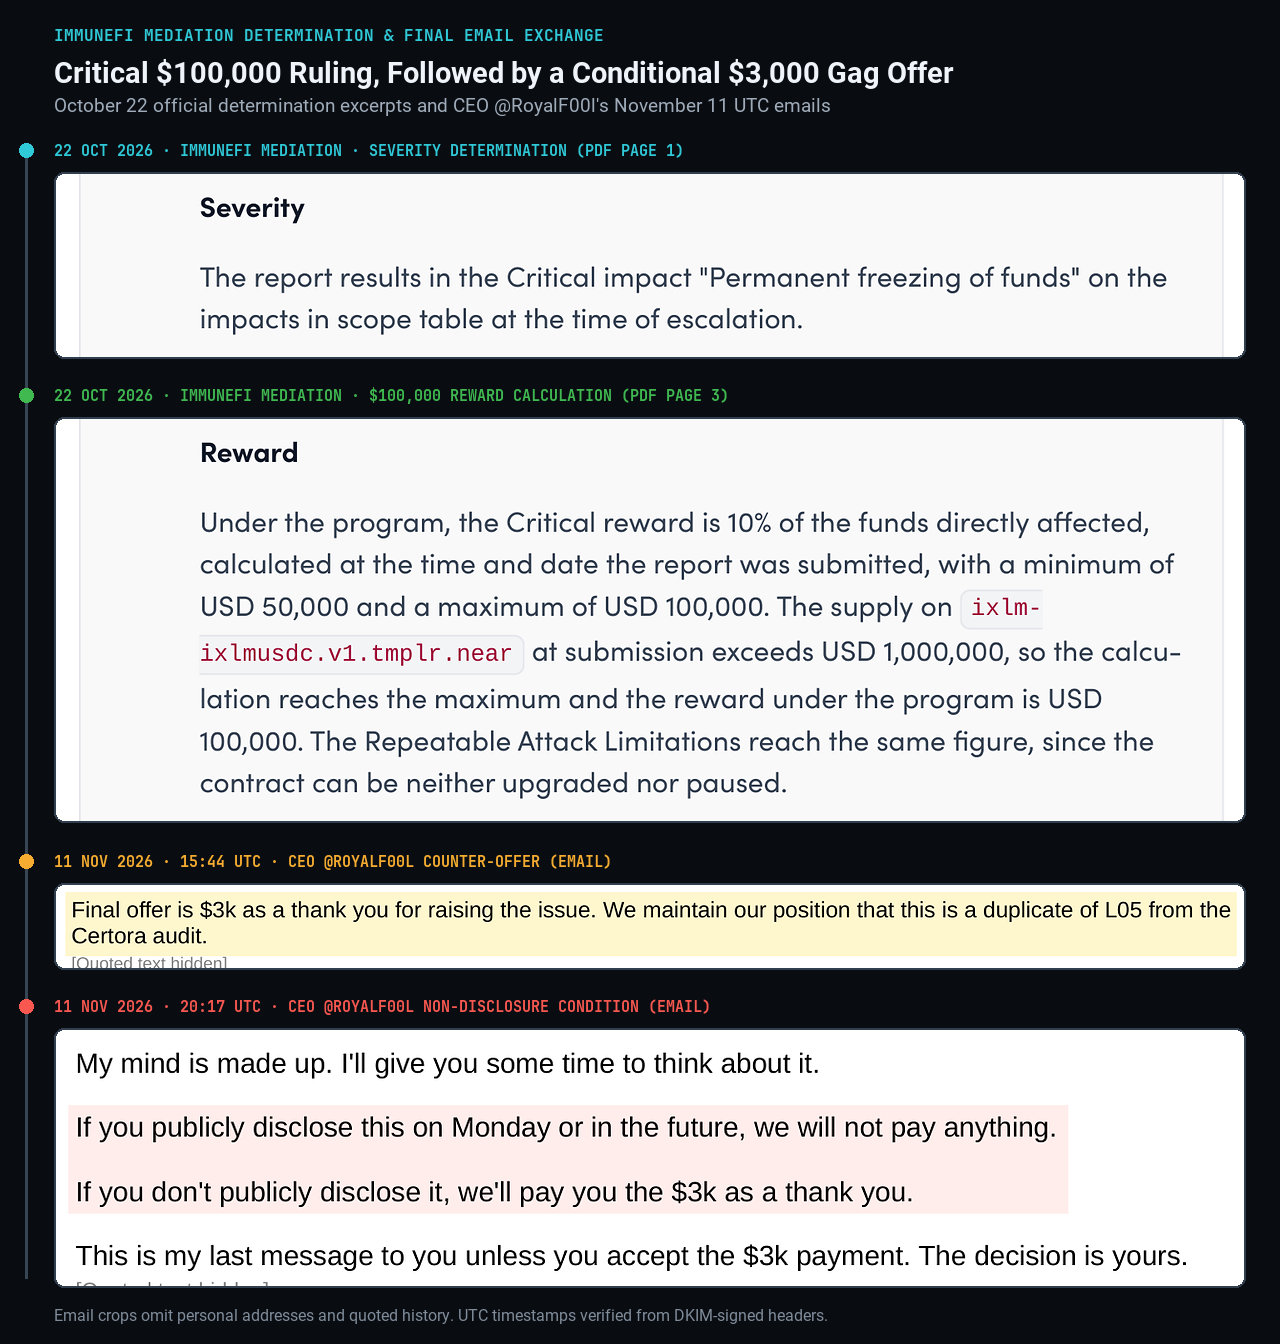 IMMUNEFI MEDIATION DETERMINATION & FINAL EMAIL EXCHANGE
Critical $100,000 Ruling, Followed by a Conditional $3,000 Gag Offer
October 22 official determination excerpts and CEO @RoyalF00l's November 11 UTC emails
22 OCT 2026 · IMMUNEFI MEDIATION · SEVERITY DETERMINATION (PDF PAGE 1)
Severity
The report results in the Critical impact "Permanent freezing of funds" on the
impacts in scope table at the time of escalation.
22 OCT 2026 · IMMUNEFI MEDIATION · $100,000 REWARD CALCULATION (PDF PAGE 3)
Reward
Under the program, the Critical reward is 10% of the funds directly affected,
calculated at the time and date the report was submitted, with a minimum of
USD 50,000 and a maximum of USD 100,000. The supply on ixlm-
ixlmusdc.v1.tmplr.near at submission exceeds USD 1,000,000, so the calcu-
lation reaches the maximum and the reward under the program is USD
100,000. The Repeatable Attack Limitations reach the same figure, since the
contract can be neither upgraded nor paused.
11 NOV 2026 · 15:44 UTC · CEO @ROYALF00L COUNTER-OFFER (EMAIL)
Final offer is $3k as a thank you for raising the issue. We maintain our position that this is a duplicate of L05 from the
Certora audit.
[Quoted text hidden]
11 NOV 2026 · 20:17 UTC · CEO @ROYALF00L NON-DISCLOSURE CONDITION (EMAIL)
My mind is made up. I'll give you some time to think about it.
If you publicly disclose this on Monday or in the future, we will not pay anything.
If you don't publicly disclose it, we'll pay you the $3k as a thank you.
This is my last message to you unless you accept the $3k payment. The decision is yours.
[Quoted text hidden]
Email crops omit personal addresses and quoted history. UTC timestamps verified from DKIM-signed headers.